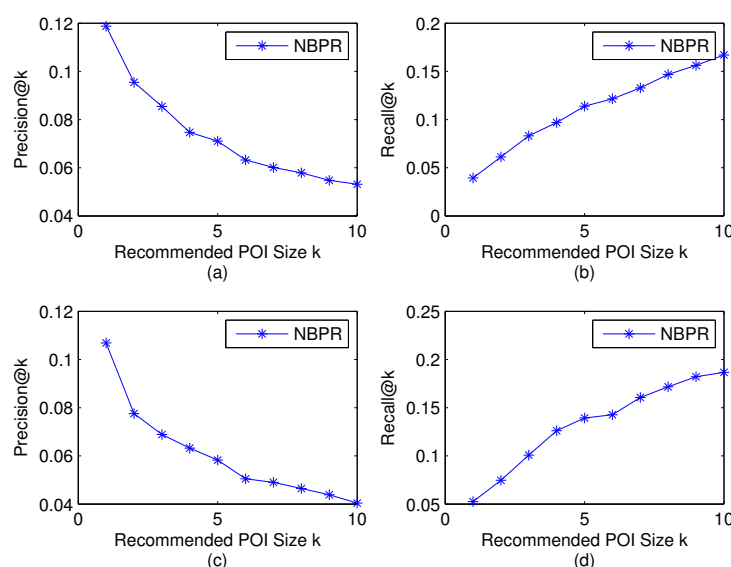 0.12
0.1
0.08
0.06
0.04
0
5
10
Precision@k
Recommended POI Size k
(a)
NBPR
0.2
0.15
0.1
0.05
0
0
5
10
Recall@k
Recommended POI Size k
(b)
NBPR
0.12
0.1
0.08
0.06
0.04
0
5
10
Precision@k
Recommended POI Size k
(c)
NBPR
0.25
0.2
0.15
0.1
0.05
0
5
10
Recall@k
Recommended POI Size k
(d)
NBPR